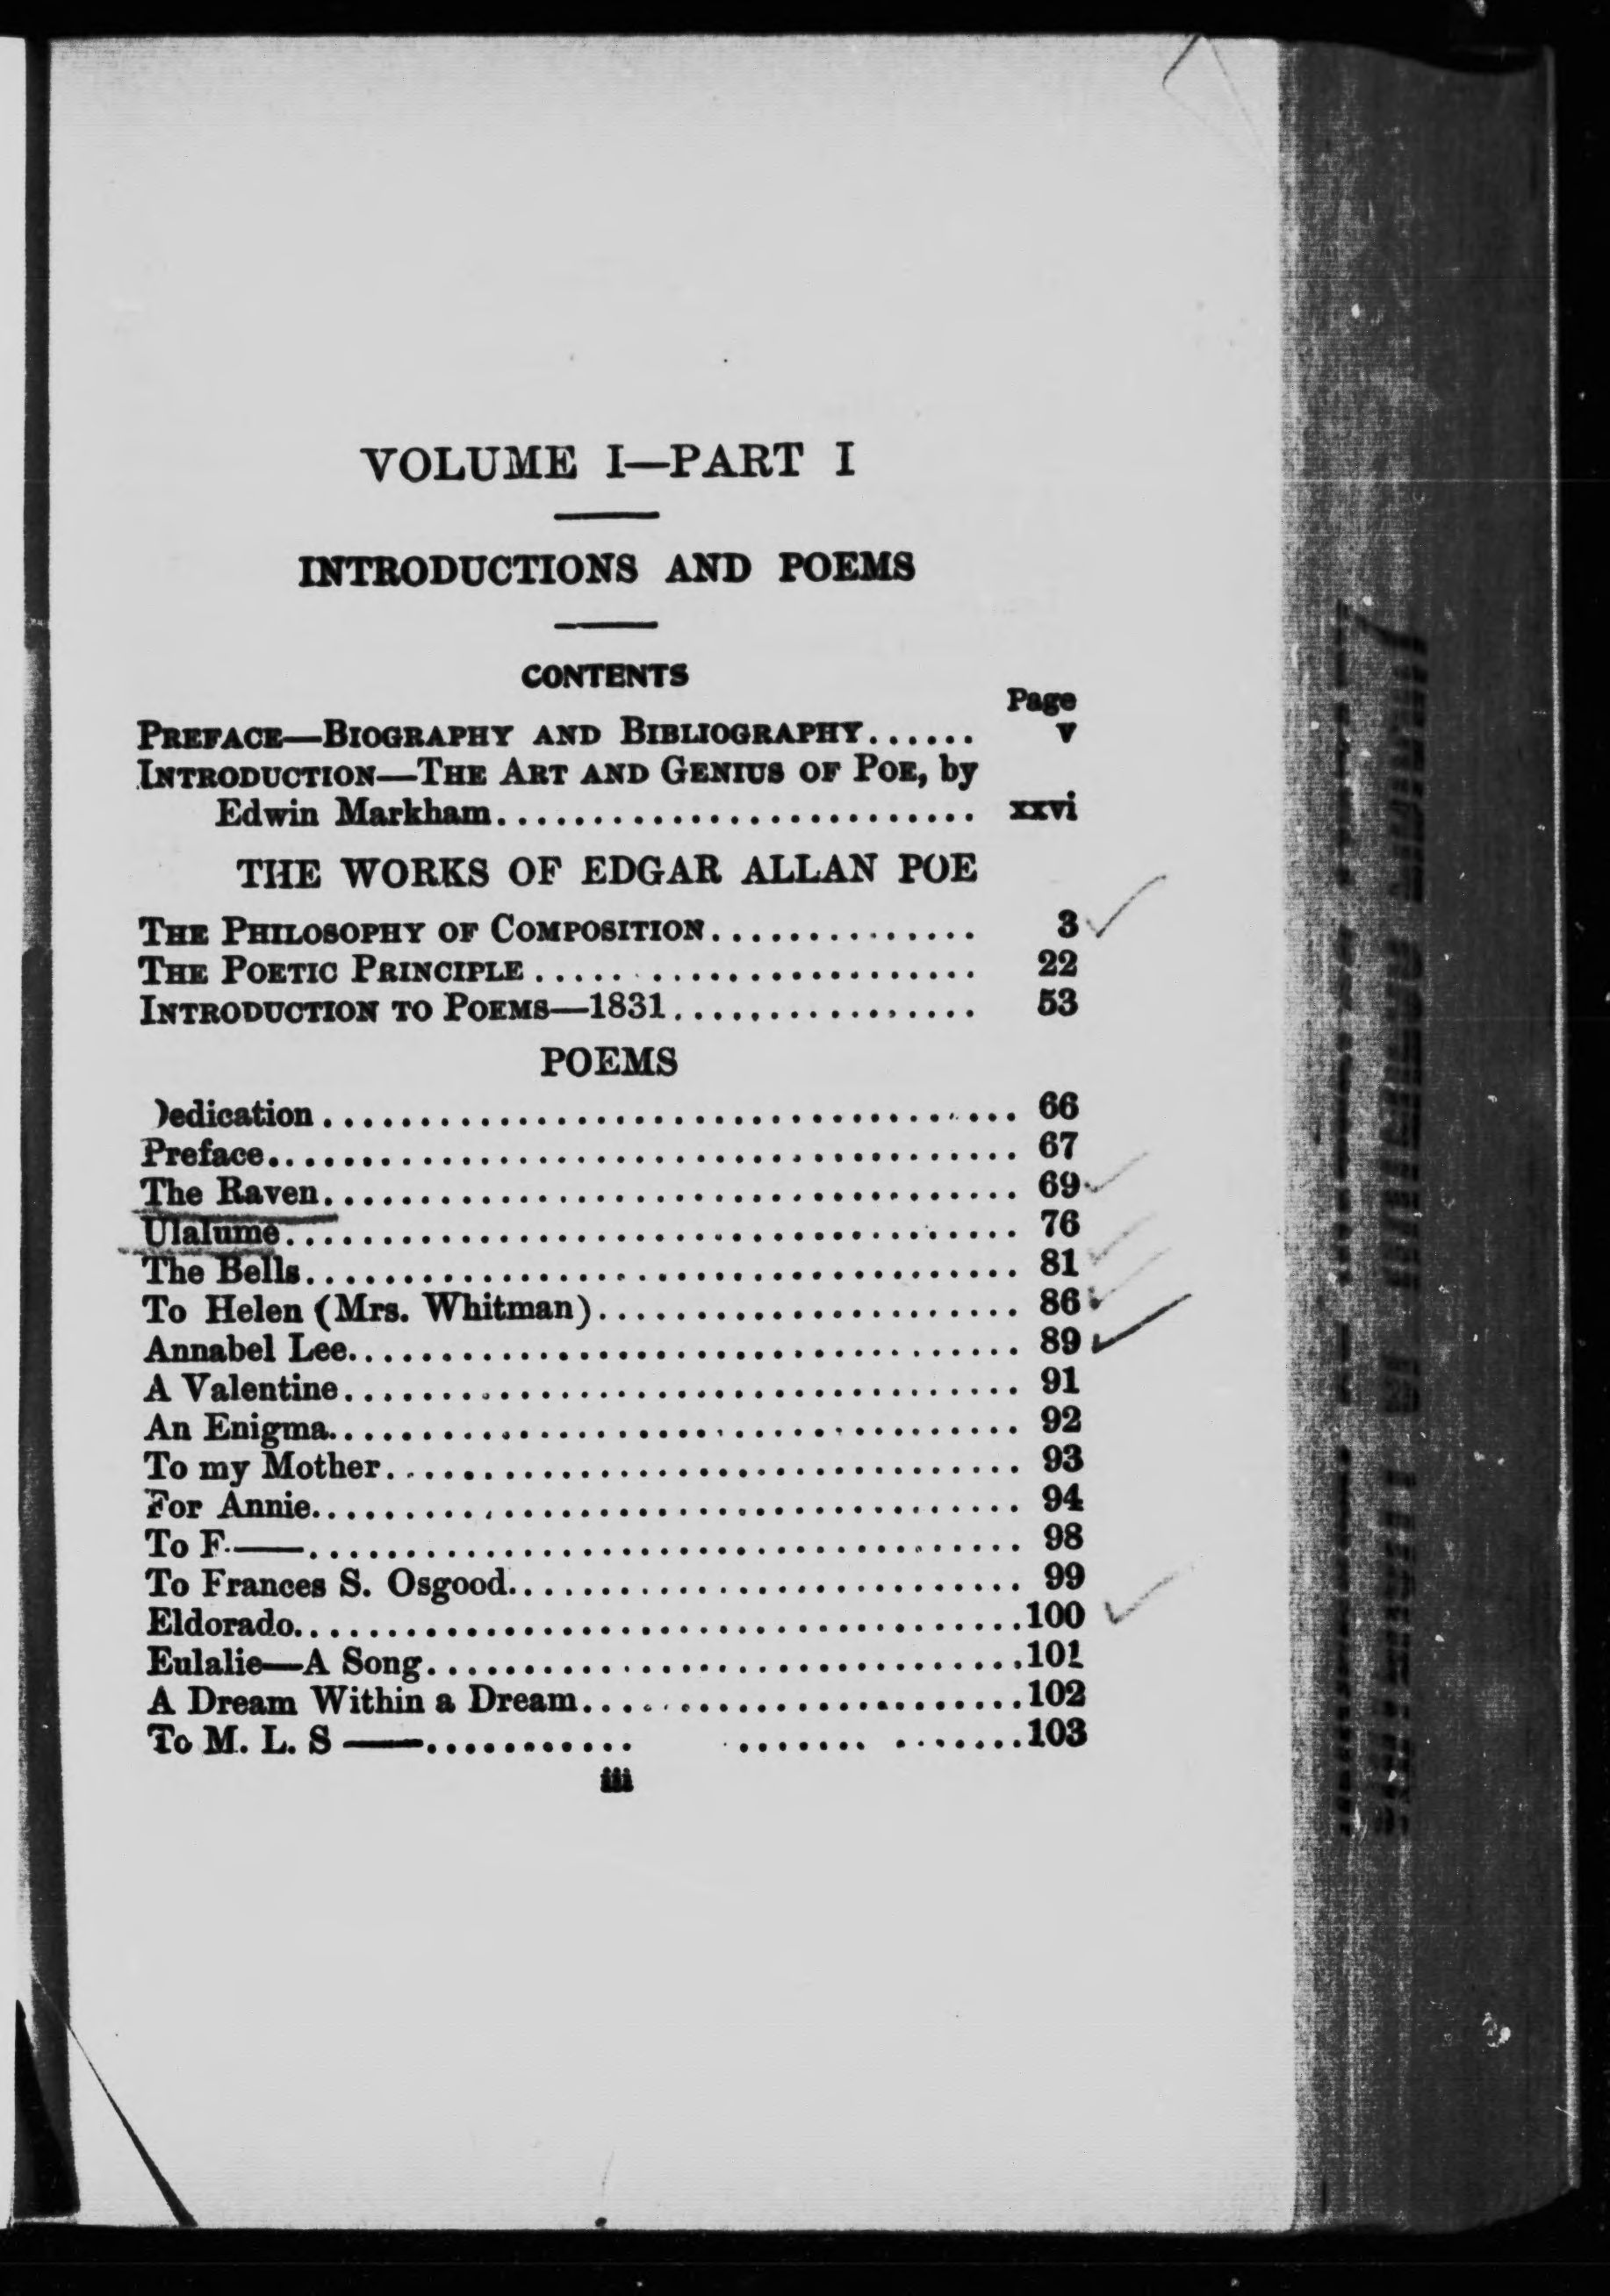 VOLUME I—PART I
INTRODUCTIONS AND POEMS
CONTENTS
Page
PREFACE—BIOGRAPHY AND BIBLIOGRAPHY...... v
INTRODUCTION—THE ART AND GENIUS OF POE, by
Edwin Markham......................... xxvi
THE WORKS OF EDGAR ALLAN POE
THE PHILOSOPHY OF COMPOSITION.............. 3
THE POETIC PRINCIPLE ....................... 22
INTRODUCTION TO POEMS—1831................ 53
POEMS
Dedication.................................... 66
Preface....................................... 67
The Raven.................................... 69
Ulalume...................................... 76
The Bells..................................... 81
To Helen (Mrs. Whitman)...................... 86
Annabel Lee................................... 89
A Valentine................................... 91
An Enigma.................................... 92
To my Mother................................. 93
For Annie..................................... 94
To F.——..................................... 98
To Frances S. Osgood........................... 99
Eldorado......................................100
Eulalie—A Song...............................101
A Dream Within a Dream.......................102
To M. L. S——........... ....... ........103
iii